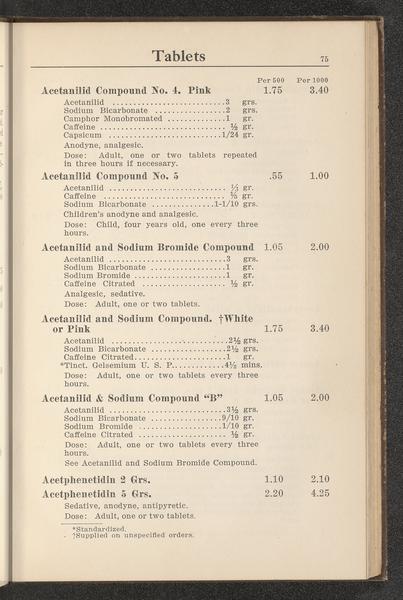 Tablets 75
Per 500 Per 1000
Acetanilid Compound No. 4. Pink 1.75 3.40
Acetanilid ...........................3 grs.
Sodium Bicarbonate ..................2 grs.
Camphor Monobromated ..............1 gr.
Caffeine .............................. ½ gr.
Capsicum ...........................1/24 gr.
Anodyne, analgesic.
Dose: Adult, one or two tablets repeated
in three hours if necessary.
Acetanilid Compound No. 5 .55 1.00
Acetanilid ............................ gr.
Caffeine ............................. gr.
Sodium Bicarbonate ...............1-1/10 grs.
Children's anodyne and analgesic.
Dose: Child, four years old, one every three
hours.
Acetanilid and Sodium Bromide Compound 1.05 2.00
Acetanilid ............................3 grs.
Sodium Bicarbonate ..................1 gr.
Sodium Bromide ......................1 gr.
Caffeine Citrated .................... ½ gr.
Analgesic, sedative.
Dose: Adult, one or two tablets.
Acetanilid and Sodium Compound. †White
or Pink 1.75 3.40
Acetanilid ............................2½ grs.
Sodium Bicarbonate ..................2½ grs.
Caffeine Citrated......................1 gr.
*Tinct. Gelsemium U. S. P............4½ mins.
Dose: Adult, one or two tablets every three
hours.
Acetanilid & Sodium Compound “B” 1.05 2.00
Acetanilid ............................3½ grs.
Sodium Bicarbonate .................9/10 gr.
Sodium Bromide ....................1/10 gr.
Caffeine Citrated ..................... ½ gr.
Dose: Adult, one or two tablets every three
hours.
See Acetanilid and Sodium Bromide Compound.
Acetphenetidin 2 Grs. 1.10 2.10
Acetphenetidin 5 Grs. 2.20 4.25
Sedative, anodyne, antipyretic.
Dose: Adult, one or two tablets.
*Standardized.
†Supplied on unspecified orders.